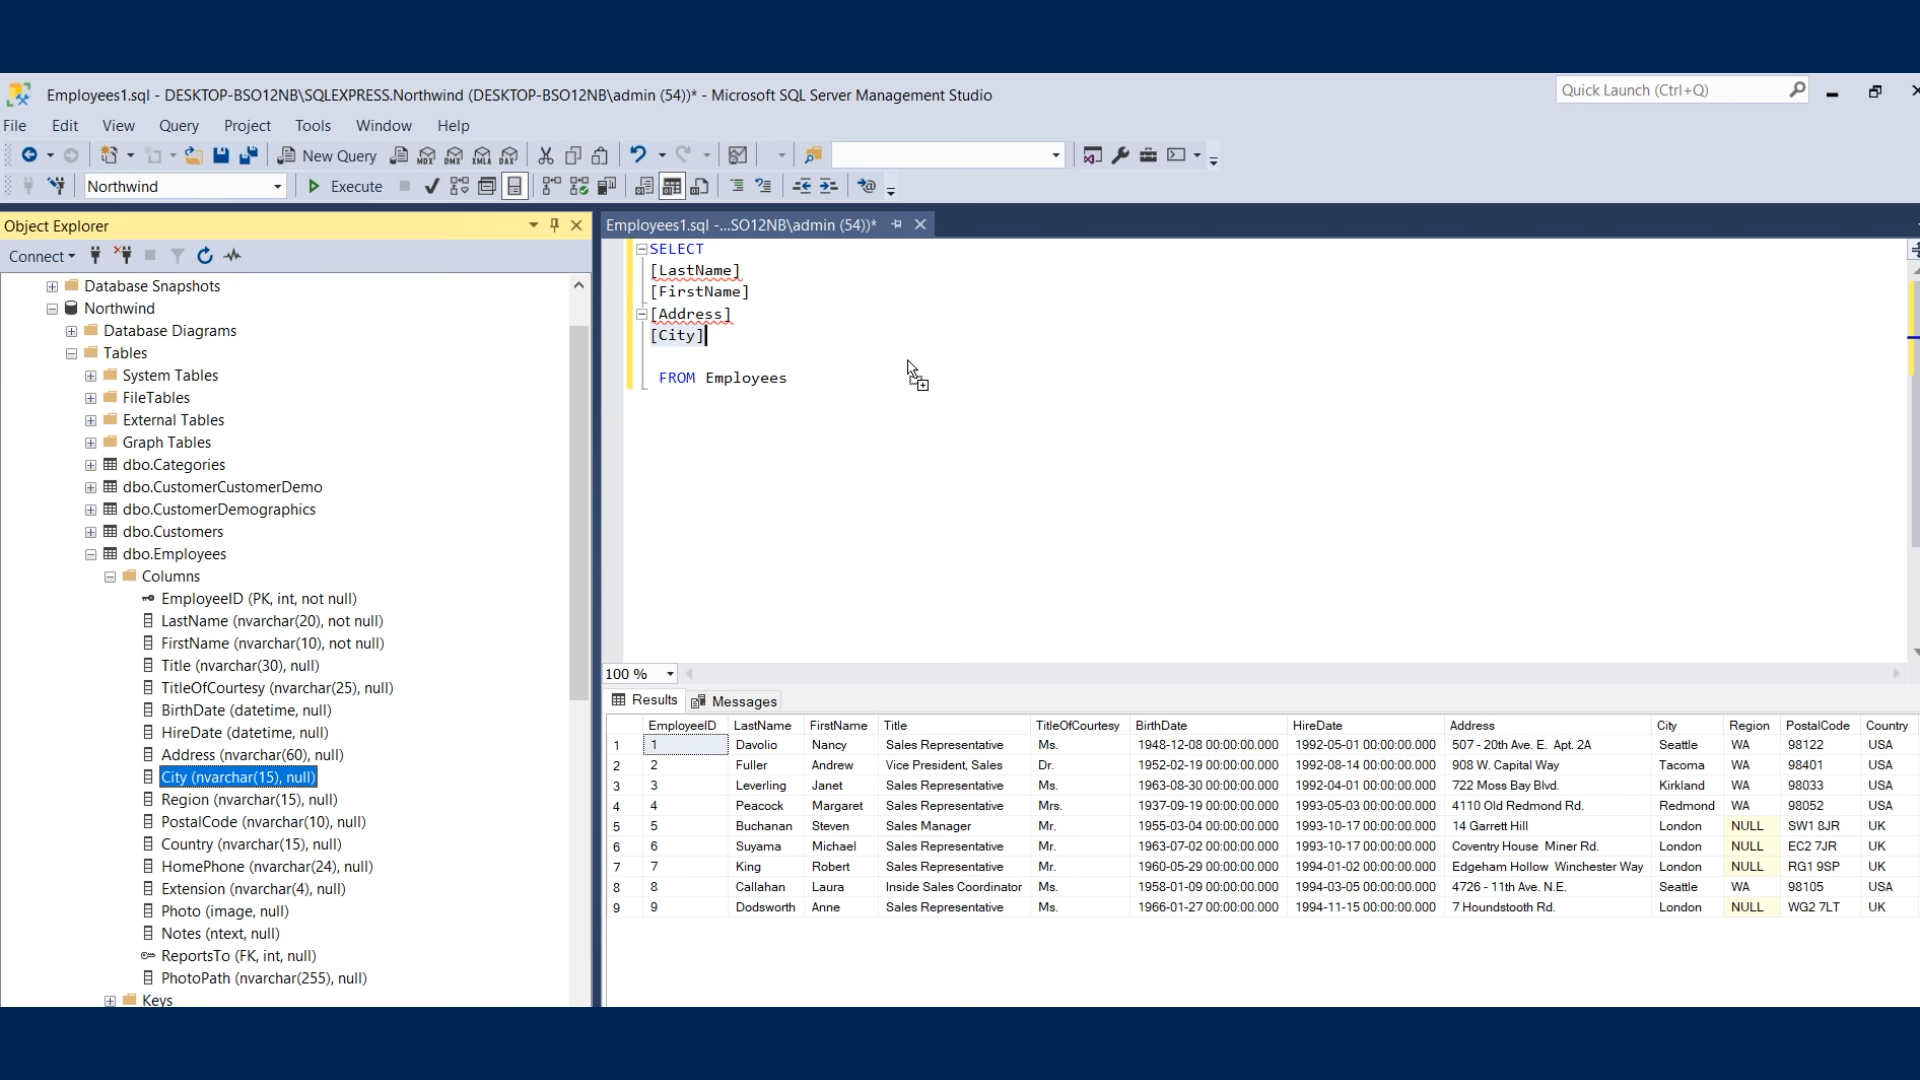 Employees1.sql - DESKTOP-BSO12NB\SQLEXPRESS.Northwind (DESKTOP-BSO12NB\admin (54))* - Microsoft SQL Server Management Studio
Quick Launch (Ctrl+Q)
File Edit View Query Project Tools Window Help
New Query MDX DMX XMLA DAX
Northwind Execute
Object Explorer
Connect
Database Snapshots
Northwind
Database Diagrams
Tables
System Tables
FileTables
External Tables
Graph Tables
dbo.Categories
dbo.CustomerCustomerDemo
dbo.CustomerDemographics
dbo.Customers
dbo.Employees
Columns
EmployeeID (PK, int, not null)
LastName (nvarchar(20), not null)
FirstName (nvarchar(10), not null)
Title (nvarchar(30), null)
TitleOfCourtesy (nvarchar(25), null)
BirthDate (datetime, null)
HireDate (datetime, null)
Address (nvarchar(60), null)
City (nvarchar(15), null)
Region (nvarchar(15), null)
PostalCode (nvarchar(10), null)
Country (nvarchar(15), null)
HomePhone (nvarchar(24), null)
Extension (nvarchar(4), null)
Photo (image, null)
Notes (ntext, null)
ReportsTo (FK, int, null)
PhotoPath (nvarchar(255), null)
Keys
Employees1.sql -...SO12NB\admin (54))*
SELECT
[LastName]
[FirstName]
[Address]
[City]
FROM Employees
100 %
Results Messages
EmployeeID LastName FirstName Title TitleOfCourtesy BirthDate HireDate Address City Region PostalCode Country
1 1 Davolio Nancy Sales Representative Ms. 1948-12-08 00:00:00.000 1992-05-01 00:00:00.000 507 - 20th Ave. E. Apt. 2A Seattle WA 98122 USA
2 2 Fuller Andrew Vice President, Sales Dr. 1952-02-19 00:00:00.000 1992-08-14 00:00:00.000 908 W. Capital Way Tacoma WA 98401 USA
3 3 Leverling Janet Sales Representative Ms. 1963-08-30 00:00:00.000 1992-04-01 00:00:00.000 722 Moss Bay Blvd. Kirkland WA 98033 USA
4 4 Peacock Margaret Sales Representative Mrs. 1937-09-19 00:00:00.000 1993-05-03 00:00:00.000 4110 Old Redmond Rd. Redmond WA 98052 USA
5 5 Buchanan Steven Sales Manager Mr. 1955-03-04 00:00:00.000 1993-10-17 00:00:00.000 14 Garrett Hill London NULL SW1 8JR UK
6 6 Suyama Michael Sales Representative Mr. 1963-07-02 00:00:00.000 1993-10-17 00:00:00.000 Coventry House Miner Rd. London NULL EC2 7JR UK
7 7 King Robert Sales Representative Mr. 1960-05-29 00:00:00.000 1994-01-02 00:00:00.000 Edgeham Hollow Winchester Way London NULL RG1 9SP UK
8 8 Callahan Laura Inside Sales Coordinator Ms. 1958-01-09 00:00:00.000 1994-03-05 00:00:00.000 4726 - 11th Ave. N.E. Seattle WA 98105 USA
9 9 Dodsworth Anne Sales Representative Ms. 1966-01-27 00:00:00.000 1994-11-15 00:00:00.000 7 Houndstooth Rd. London NULL WG2 7LT UK